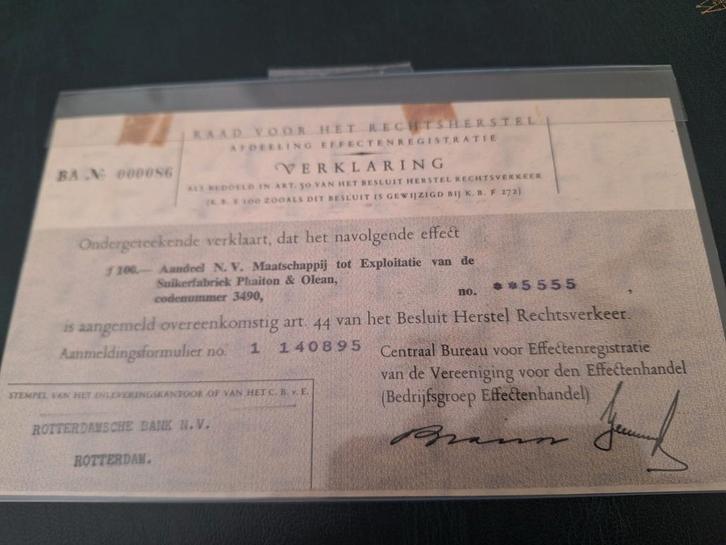 RAAD VOOR HET RECHTSHERSTEL
AFDEELING EFFECTENREGISTRATIE
BA № 000086
VERKLARING
ALS BEDOELD IN ART. 50 VAN HET BESLUIT HERSTEL RECHTSVERKEER
(K. B. E 100 ZOOALS DIT BESLUIT IS GEWIJZIGD BIJ K. B. F 272)
Ondergeteekende verklaart, dat het navolgende effect
ƒ 100.— Aandeel N. V. Maatschappij tot Exploitatie van de
Suikerfabriek Phaiton & Olean,
codenummer 3490,
no. **5555 ,
is aangemeld overeenkomstig art. 44 van het Besluit Herstel Rechtsverkeer.
Aanmeldingsformulier no. 1 140895
Centraal Bureau voor Effectenregistratie
van de Vereeniging voor den Effectenhandel
(Bedrijfsgroep Effectenhandel)
STEMPEL VAN HET INLEVERINGSKANTOOR OF VAN HET C. B. v. E.
ROTTERDAMSCHE BANK N.V.
ROTTERDAM.